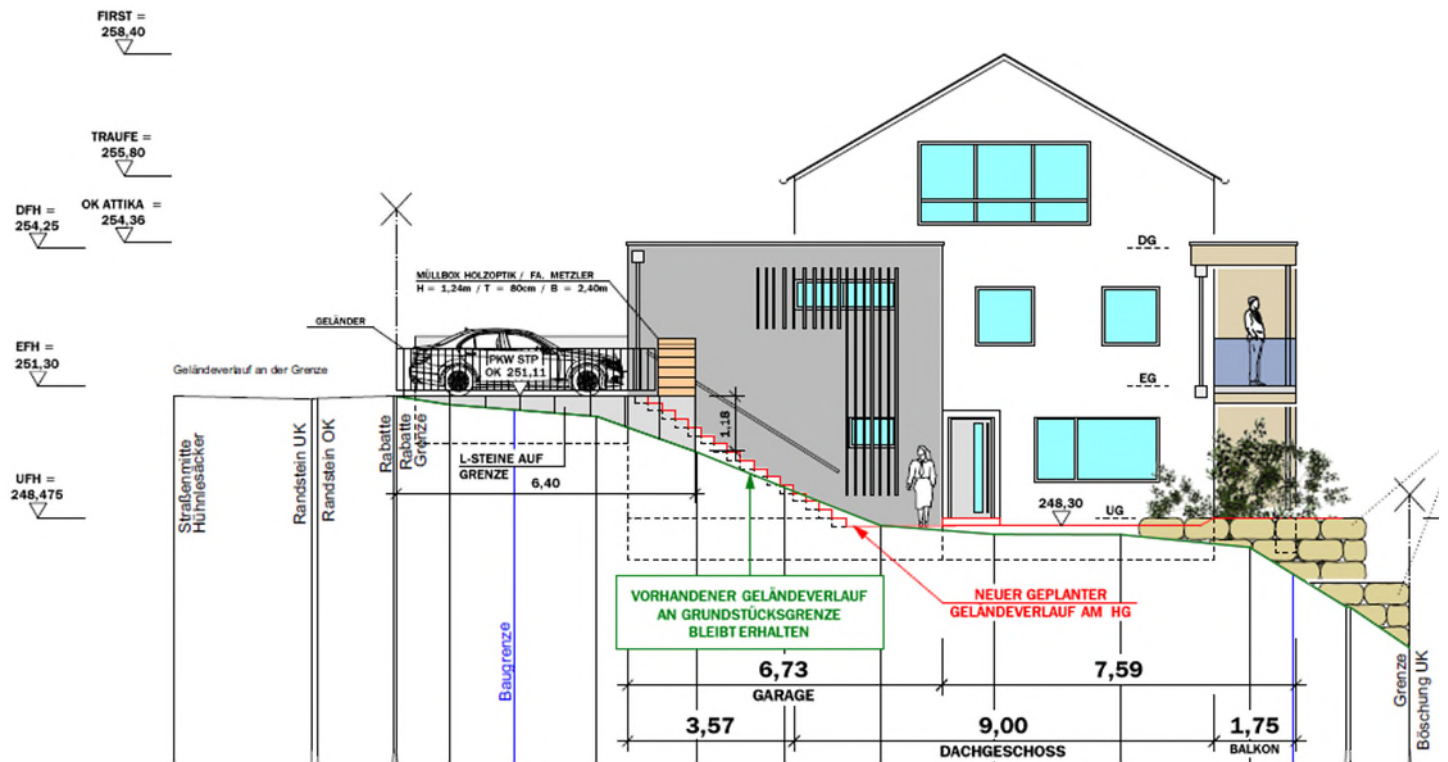 FIRST =
258,40
TRAUFE =
255,80
DFH =
254,25
OK ATTIKA =
254,36
DG
MÜLLBOX HOLZOPTIK / FA. METZLER
H = 1,24m / T = 80cm / B = 2,40m
GELÄNDER
EFH =
251,30
Geländeverlauf an der Grenze
PKW STP
OK 251,11
EG
1,18
L-STEINE AUF
GRENZE
6,40
UFH =
248,475
Straßenmitte
Hühnlesäcker
Randstein UK
Randstein OK
Rabatte
Rabatte
Grenze
248,30
UG
VORHANDENER GELÄNDEVERLAUF
AN GRUNDSTÜCKSGRENZE
BLEIBT ERHALTEN
NEUER GEPLANTER
GELÄNDEVERLAUF AM HG
Baugrenze
6,73
GARAGE
7,59
Grenze
Böschung UK
3,57
9,00
DACHGESCHOSS
1,75
BALKON